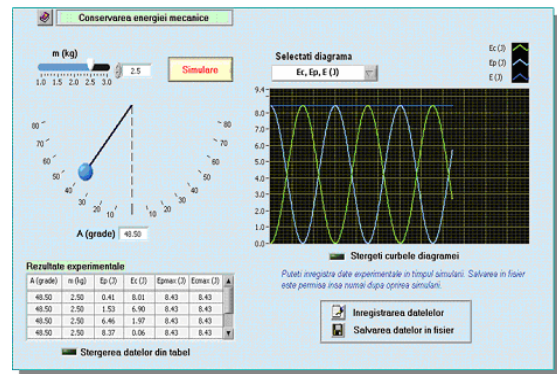 Conservarea energiei mecanice
m (kg)
1.0 1.5 2.0 2.5 3.0
2.5
Simulare
80 80
70 70
60 60
50 50
40 40
30 30
20 10 10 20
A (grade) 48.50
Selectati diagrama
Ec, Ep, E (J)
Ec (J)
Ep (J)
E (J)
9.4
8.0
7.0
6.0
5.0
4.0
3.0
2.0
1.0
0.0
Stergeti curbele diagramei
Puteti inregistra date experimentale in timpul simularii. Salvarea in fisier
este permisa insa numai dupa oprirea simularii.
Inregistrarea datelelor
Salvarea datelor in fisier
Rezultate experimentale
A (grade) m (kg) Ep (J) Ec (J) Epmax (J) Ecmax (J)
48.50 2.50 0.41 8.01 8.43 8.43
48.50 2.50 1.53 6.90 8.43 8.43
48.50 2.50 6.46 1.97 8.43 8.43
48.50 2.50 8.37 0.06 8.43 8.43
Stergerea datelor din tabel